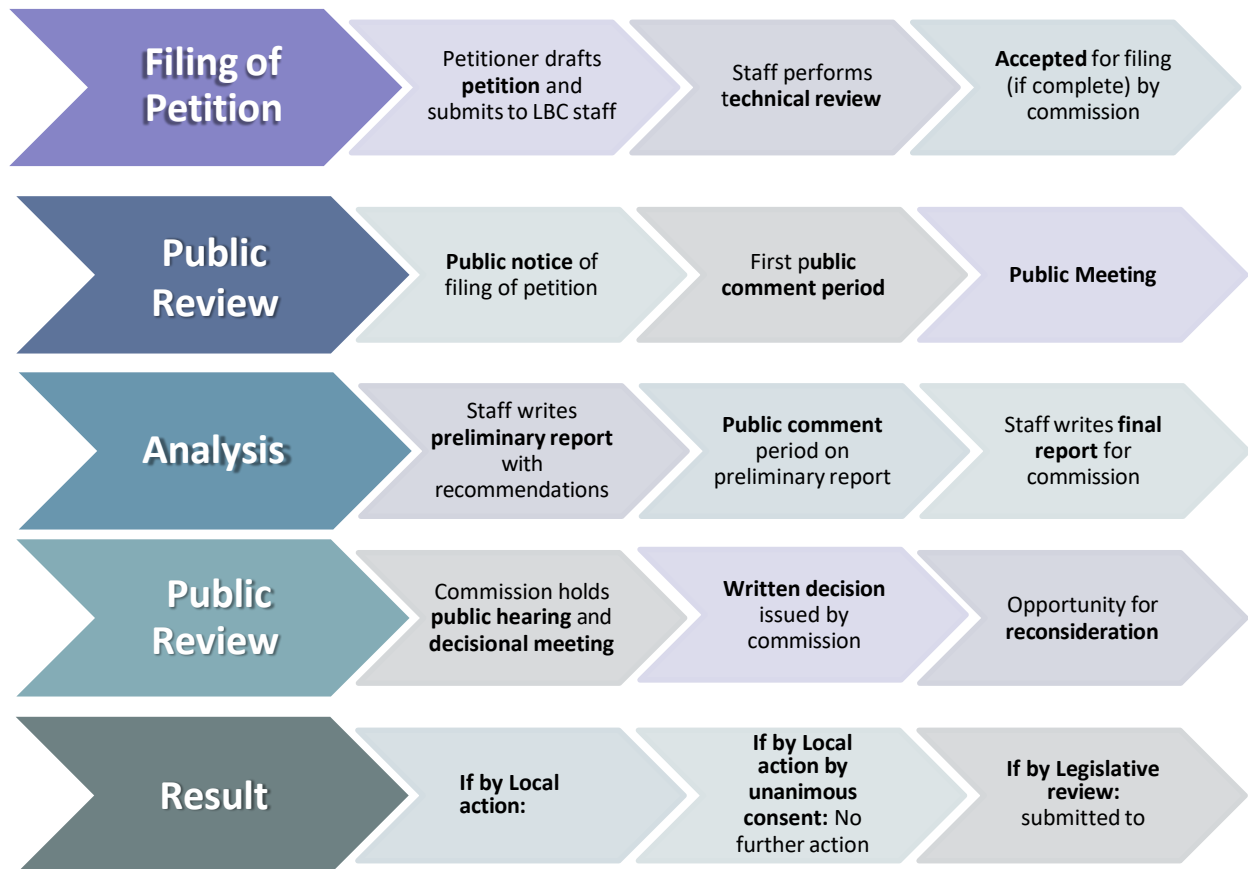 Filing of
Petition
Petitioner drafts
petition and
submits to LBC staff
Staff performs
technical review
Accepted for filing
(if complete) by
commission
Public
Review
Public notice of
filing of petition
First public
comment period
Public Meeting
Analysis
Staff writes
preliminary report
with
recommendations
Public comment
period on
preliminary report
Staff writes final
report for
commission
Public
Review
Commission holds
public hearing and
decisional meeting
Written decision
issued by
commission
Opportunity for
reconsideration
Result
If by Local
action:
If by Local
action by
unanimous
consent: No
further action
If by Legislative
review:
submitted to